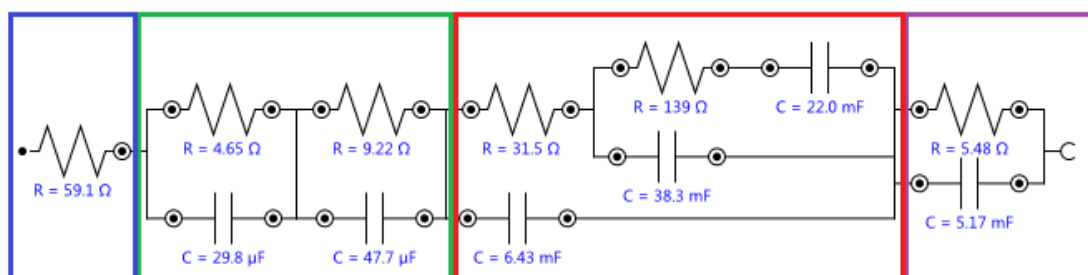 R = 139 Ω
C = 22.0 mF
R = 4.65 Ω
R = 9.22 Ω
R = 31.5 Ω
R = 5.48 Ω
R = 59.1 Ω
C = 38.3 mF
C = 5.17 mF
C = 29.8 µF
C = 47.7 µF
C = 6.43 mF